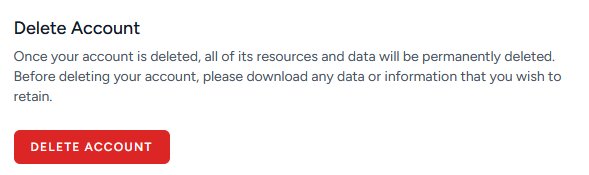 Delete Account
Once your account is deleted, all of its resources and data will be permanently deleted.
Before deleting your account, please download any data or information that you wish to
retain.
DELETE ACCOUNT